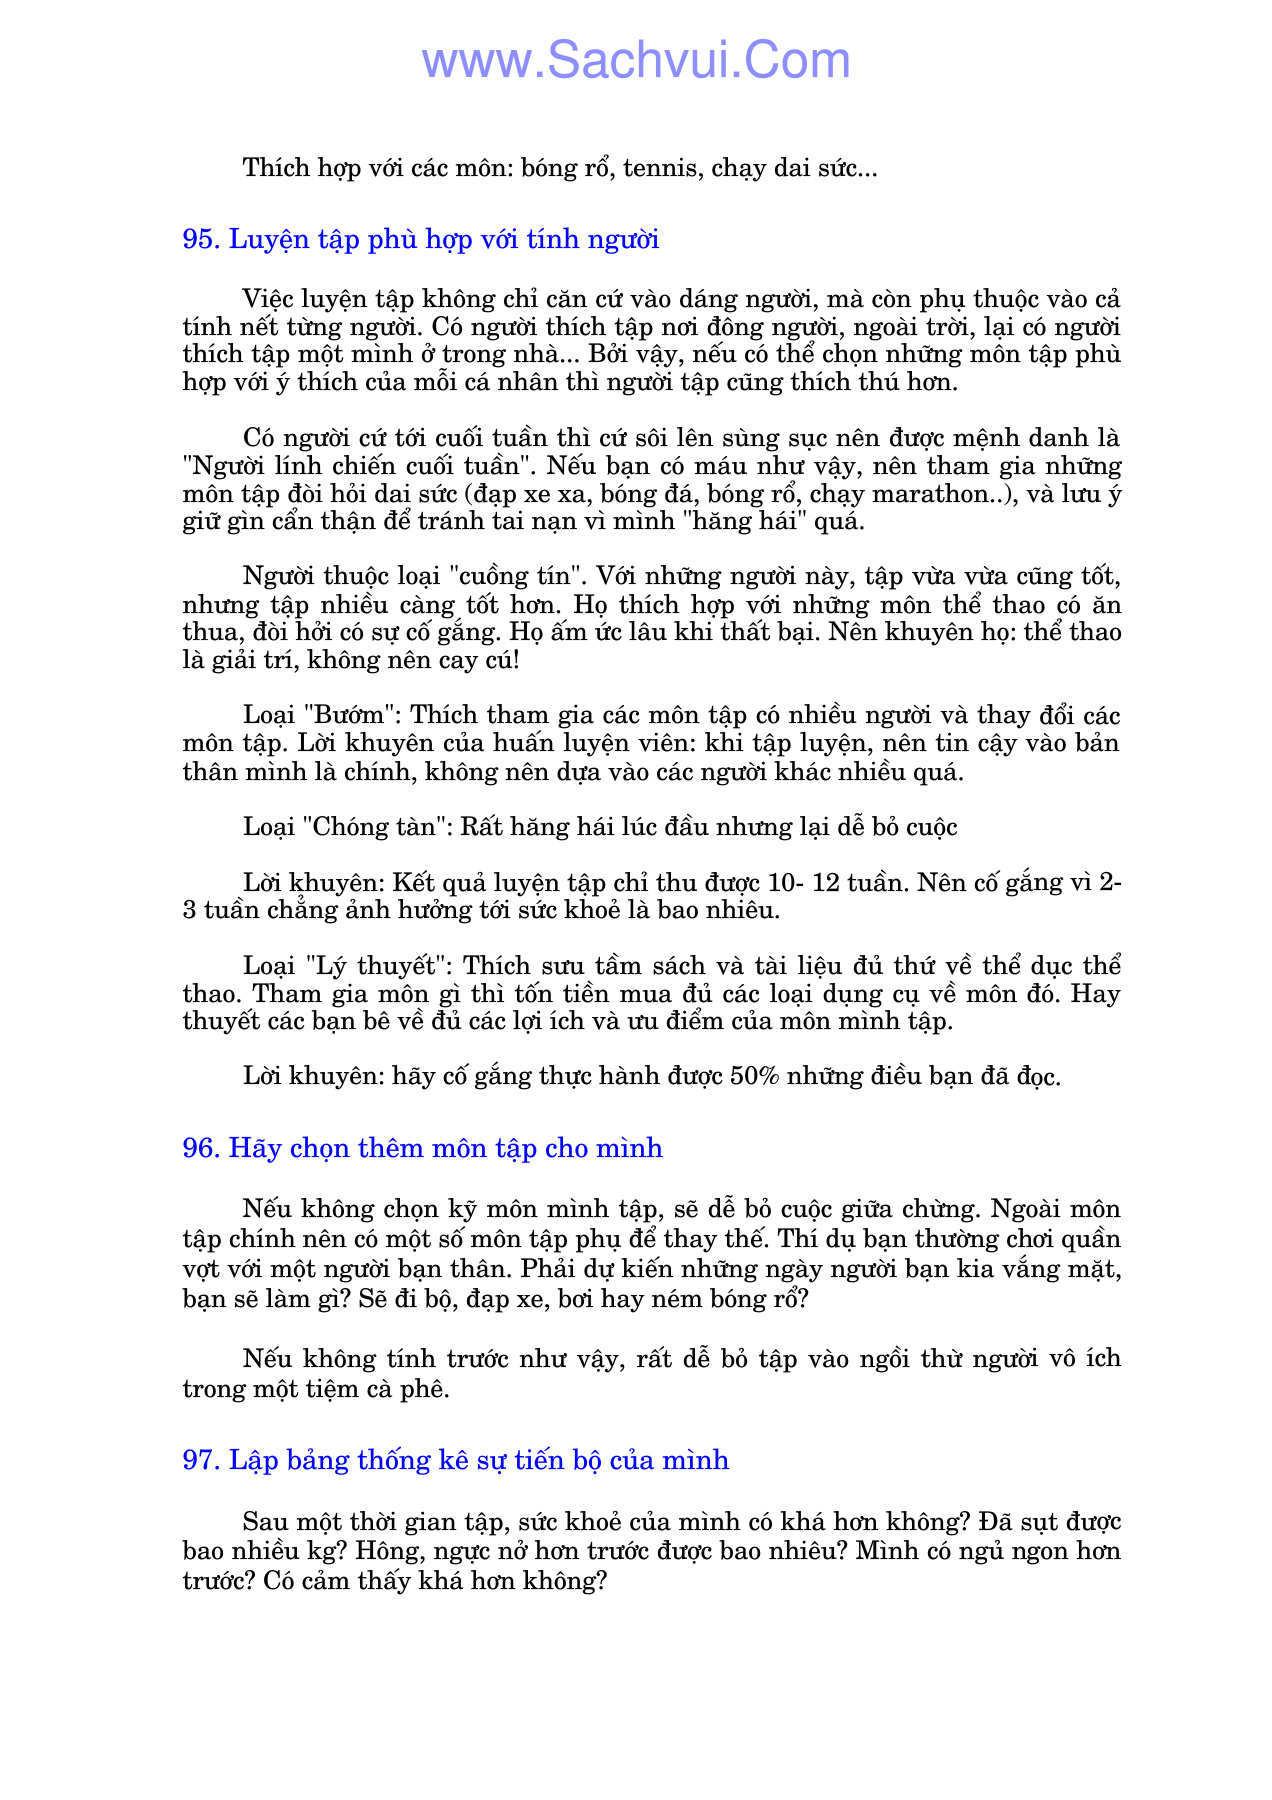 www.Sachvui.Com
Thích hợp với các môn: bóng rổ, tennis, chạy dai sức...
95. Luyện tập phù hợp với tính người
Việc luyện tập không chỉ căn cứ vào dáng người, mà còn phụ thuộc vào cả
tính nết từng người. Có người thích tập nơi đông người, ngoài trời, lại có người
thích tập một mình ở trong nhà... Bởi vậy, nếu có thể chọn những môn tập phù
hợp với ý thích của mỗi cá nhân thì người tập cũng thích thú hơn.
Có người cứ tới cuối tuần thì cứ sôi lên sùng sục nên được mệnh danh là
"Người lính chiến cuối tuần". Nếu bạn có máu như vậy, nên tham gia những
môn tập đòi hỏi dai sức (đạp xe xa, bóng đá, bóng rổ, chạy marathon..), và lưu ý
giữ gìn cẩn thận để tránh tai nạn vì mình "hăng hái" quá.
Người thuộc loại "cuồng tín". Với những người này, tập vừa vừa cũng tốt,
nhưng tập nhiều càng tốt hơn. Họ thích hợp với những môn thể thao có ăn
thua, đòi hởi có sự cố gắng. Họ ấm ức lâu khi thất bại. Nên khuyên họ: thể thao
là giải trí, không nên cay cú!
Loại "Bướm": Thích tham gia các môn tập có nhiều người và thay đổi các
môn tập. Lời khuyên của huấn luyện viên: khi tập luyện, nên tin cậy vào bản
thân mình là chính, không nên dựa vào các người khác nhiều quá.
Loại "Chóng tàn": Rất hăng hái lúc đầu nhưng lại dễ bỏ cuộc
Lời khuyên: Kết quả luyện tập chỉ thu được 10- 12 tuần. Nên cố gắng vì 2-
3 tuần chẳng ảnh hưởng tới sức khoẻ là bao nhiêu.
Loại "Lý thuyết": Thích sưu tầm sách và tài liệu đủ thứ về thể dục thể
thao. Tham gia môn gì thì tốn tiền mua đủ các loại dụng cụ về môn đó. Hay
thuyết các bạn bê về đủ các lợi ích và ưu điểm của môn mình tập.
Lời khuyên: hãy cố gắng thực hành được 50% những điều bạn đã đọc.
96. Hãy chọn thêm môn tập cho mình
Nếu không chọn kỹ môn mình tập, sẽ dễ bỏ cuộc giữa chừng. Ngoài môn
tập chính nên có một số môn tập phụ để thay thế. Thí dụ bạn thường chơi quần
vợt với một người bạn thân. Phải dự kiến những ngày người bạn kia vắng mặt,
bạn sẽ làm gì? Sẽ đi bộ, đạp xe, bơi hay ném bóng rổ?
Nếu không tính trước như vậy, rất dễ bỏ tập vào ngồi thừ người vô ích
trong một tiệm cà phê.
97. Lập bảng thống kê sự tiến bộ của mình
Sau một thời gian tập, sức khoẻ của mình có khá hơn không? Đã sụt được
bao nhiều kg? Hông, ngực nở hơn trước được bao nhiêu? Mình có ngủ ngon hơn
trước? Có cảm thấy khá hơn không?